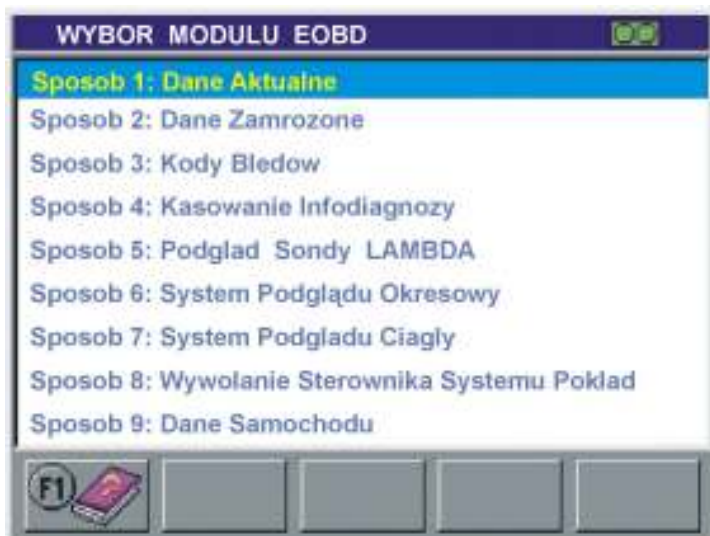 WYBOR MODULU EOBD
Sposob 1: Dane Aktualne
Sposob 2: Dane Zamrozone
Sposob 3: Kody Bledow
Sposob 4: Kasowanie Infodiagnozy
Sposob 5: Podglad Sondy LAMBDA
Sposob 6: System Podglądu Okresowy
Sposob 7: System Podgladu Ciagly
Sposob 8: Wywolanie Sterownika Systemu Poklad
Sposob 9: Dane Samochodu
F1 ?